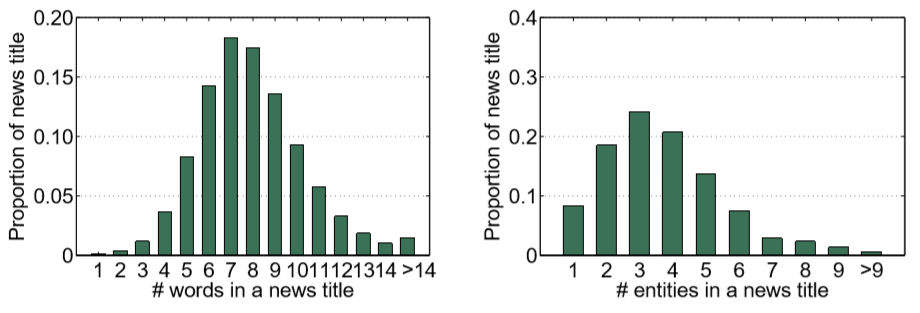 Proportion of news title
0.20
0.15
0.10
0.05
0
1 2 3 4 5 6 7 8 9 10 11 12 13 14 >14
# words in a news title
Proportion of news title
0.4
0.3
0.2
0.1
0
1 2 3 4 5 6 7 8 9 >9
# entities in a news title